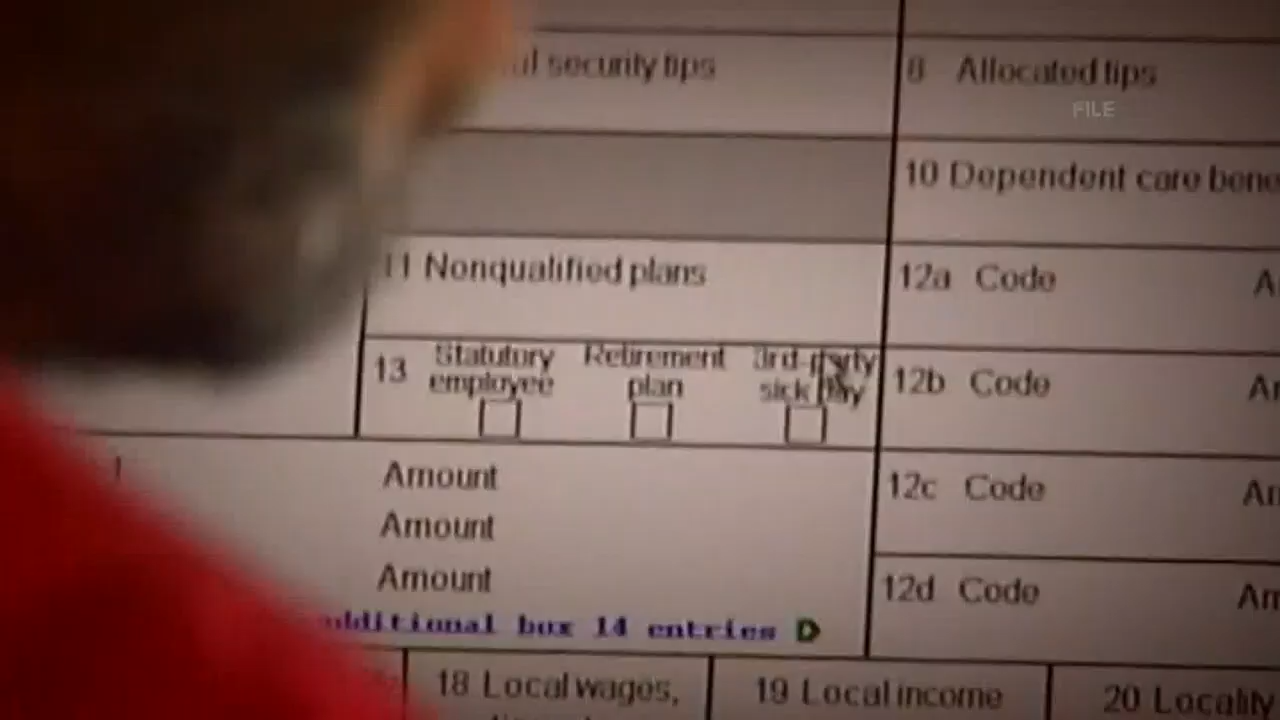 security tips
8 Allocated tips
FILE
10 Dependent care
11 Nonqualified plans
12a Code
13 Statutory employee Retirement plan 3rd-party sick pay
12b Code
Amount
12c Code
Amount
Amount
12d Code
additional box 14 entries
18 Local wages,
19 Local income
20 Locality